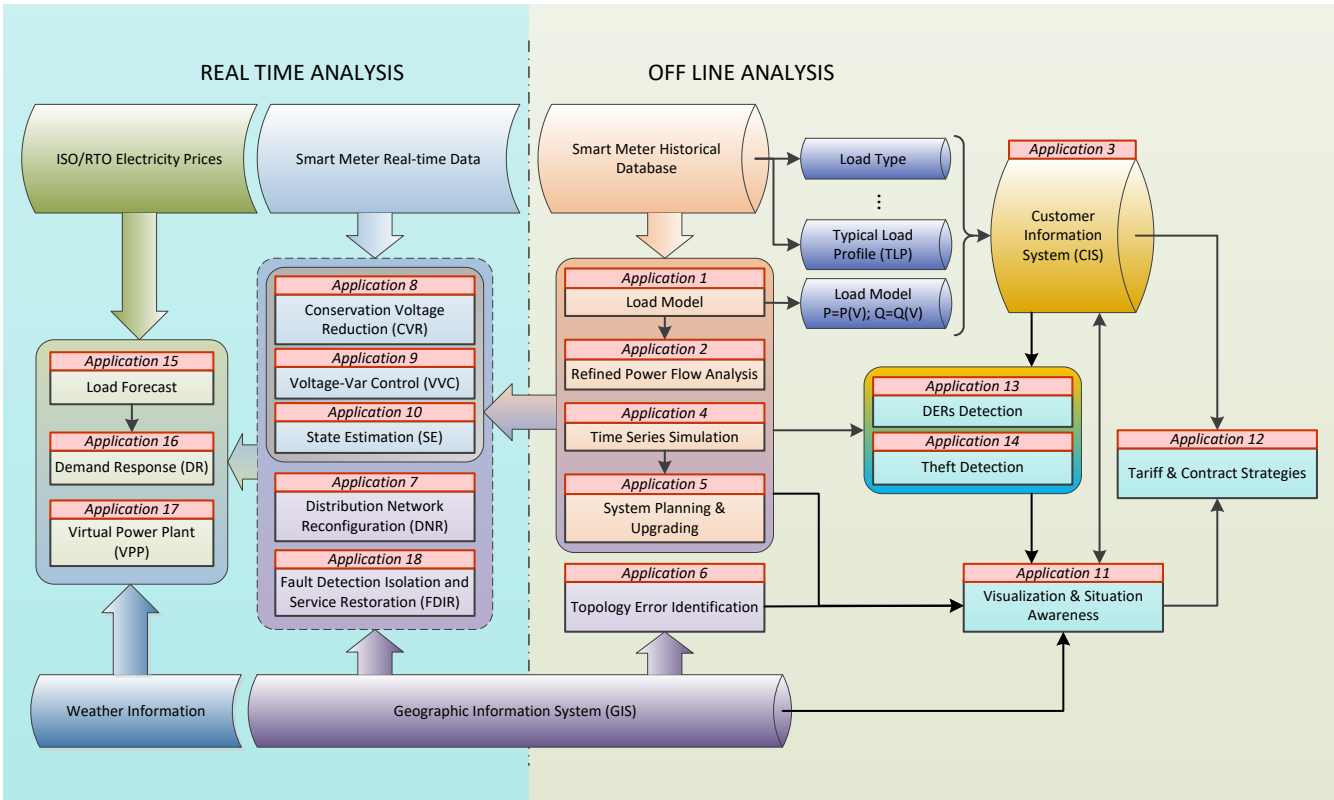 REAL TIME ANALYSIS
OFF LINE ANALYSIS
ISO/RTO Electricity Prices
Smart Meter Real-time Data
Smart Meter Historical
Database
Load Type
⋮
Typical Load
Profile (TLP)
Load Model
P=P(V); Q=Q(V)
Application 3
Customer
Information
System (CIS)
Application 8
Conservation Voltage
Reduction (CVR)
Application 9
Voltage-Var Control (VVC)
Application 10
State Estimation (SE)
Application 7
Distribution Network
Reconfiguration (DNR)
Application 18
Fault Detection Isolation and
Service Restoration (FDIR)
Application 15
Load Forecast
Application 16
Demand Response (DR)
Application 17
Virtual Power Plant
(VPP)
Application 1
Load Model
Application 2
Refined Power Flow Analysis
Application 4
Time Series Simulation
Application 5
System Planning &
Upgrading
Application 6
Topology Error Identification
Application 13
DERs Detection
Application 14
Theft Detection
Application 12
Tariff & Contract Strategies
Application 11
Visualization & Situation
Awareness
Weather Information
Geographic Information System (GIS)